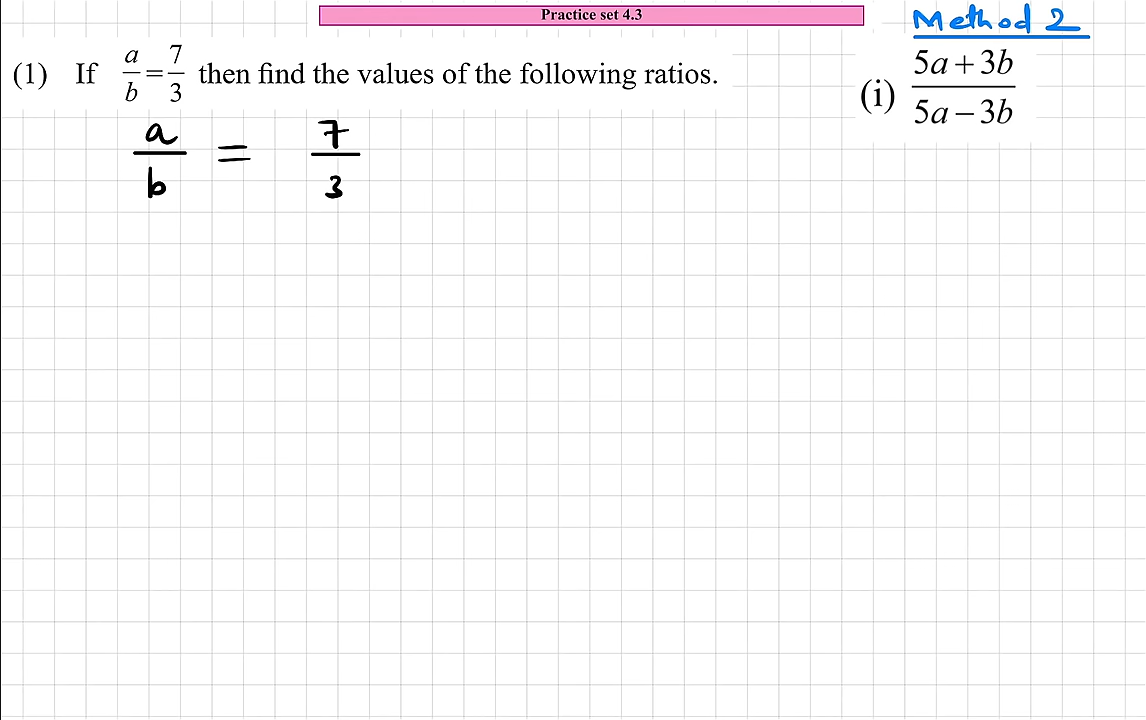 Practice set 4.3
Method 2
(1) If a/b = 7/3 then find the values of the following ratios.
(i) 5a + 3b / 5a − 3b
a/b = 7/3